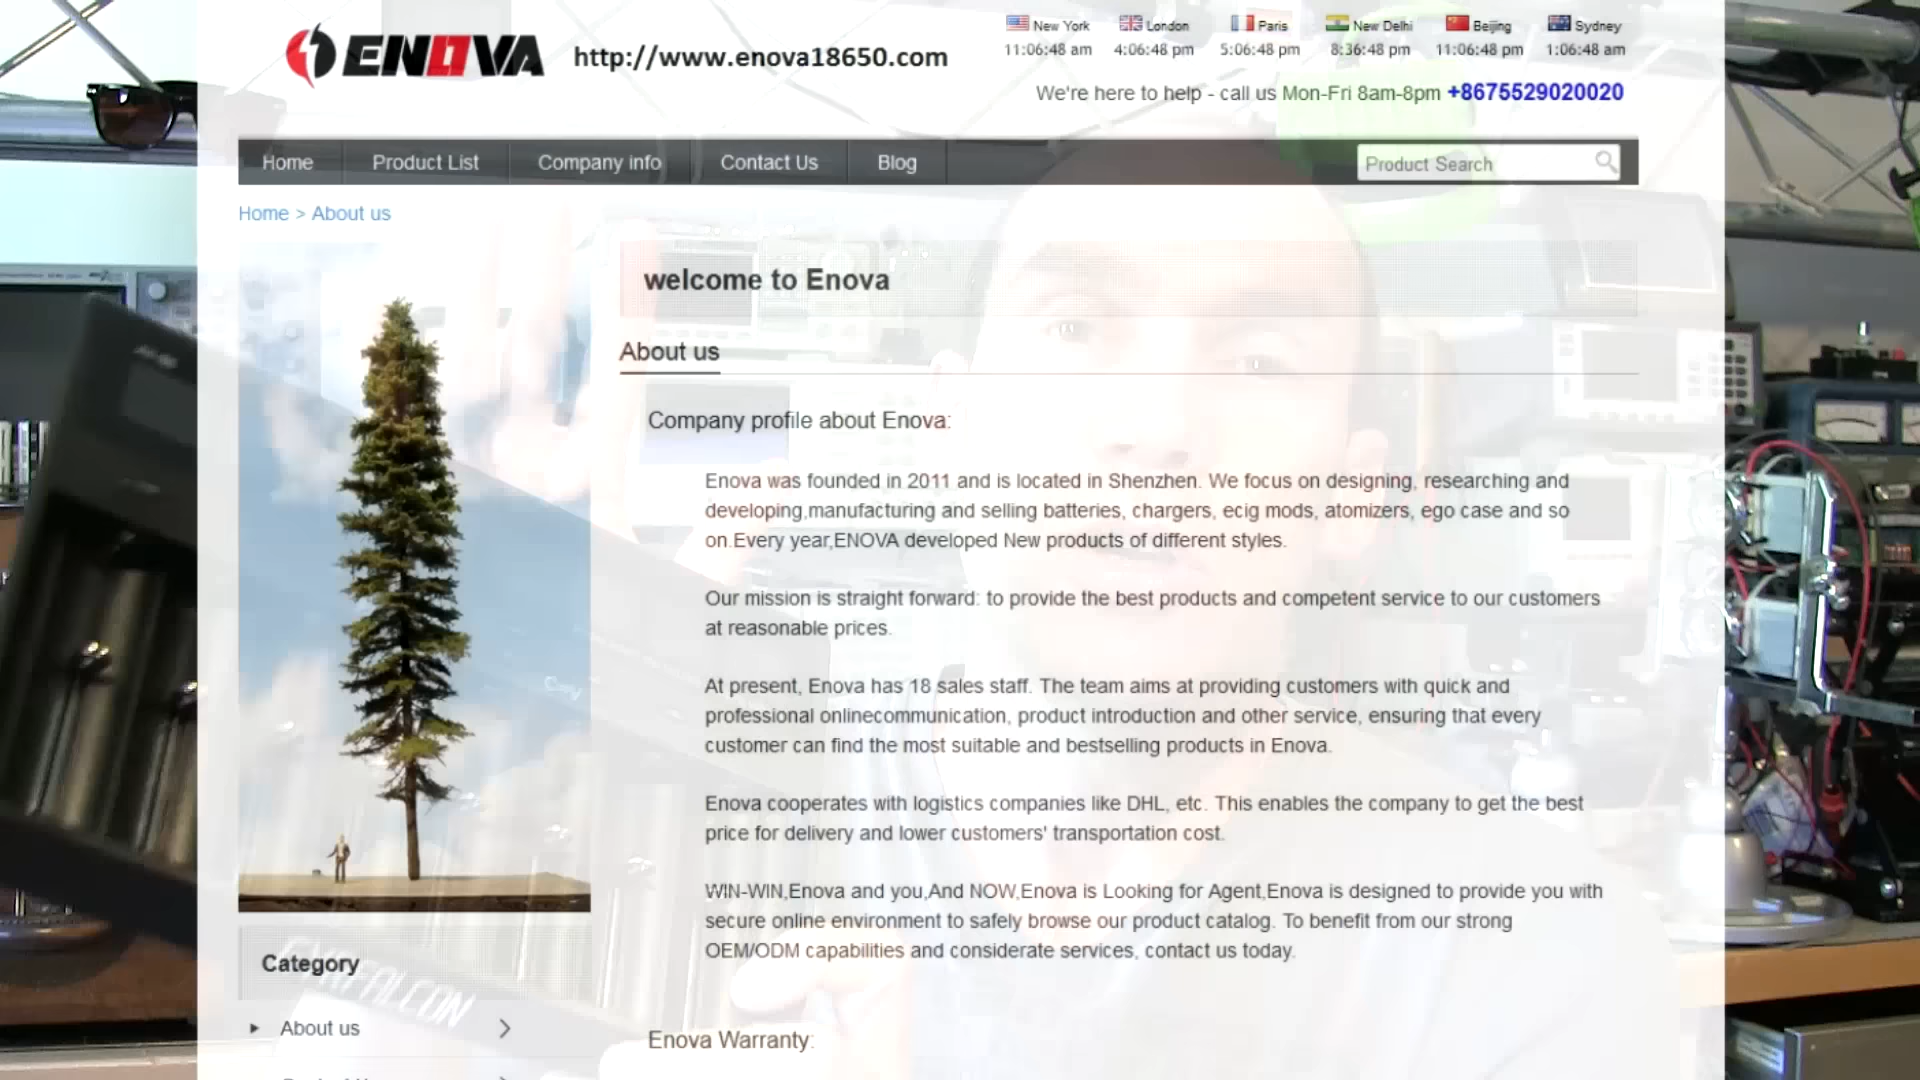 ENOVA
http://www.enova18650.com
New York London Paris New Delhi Beijing Sydney
11:06:48 am 4:06:48 pm 5:06:48 pm 8:36:48 pm 11:06:48 pm 1:06:48 am
We're here to help - call us Mon-Fri 8am-8pm +8675529020020
Home Product List Company info Contact Us Blog Product Search
Home > About us
welcome to Enova
About us
Company profile about Enova:
Enova was founded in 2011 and is located in Shenzhen. We focus on designing, researching and
developing,manufacturing and selling batteries, chargers, ecig mods, atomizers, ego case and so
on.Every year,ENOVA developed New products of different styles.
Our mission is straight forward: to provide the best products and competent service to our customers
at reasonable prices.
At present, Enova has 18 sales staff. The team aims at providing customers with quick and
professional onlinecommunication, product introduction and other service, ensuring that every
customer can find the most suitable and bestselling products in Enova.
Enova cooperates with logistics companies like DHL, etc. This enables the company to get the best
price for delivery and lower customers' transportation cost.
WIN-WIN,Enova and you,And NOW,Enova is Looking for Agent,Enova is designed to provide you with
secure online environment to safely browse our product catalog. To benefit from our strong
OEM/ODM capabilities and considerate services, contact us today.
Enova Warranty:
Category
About us